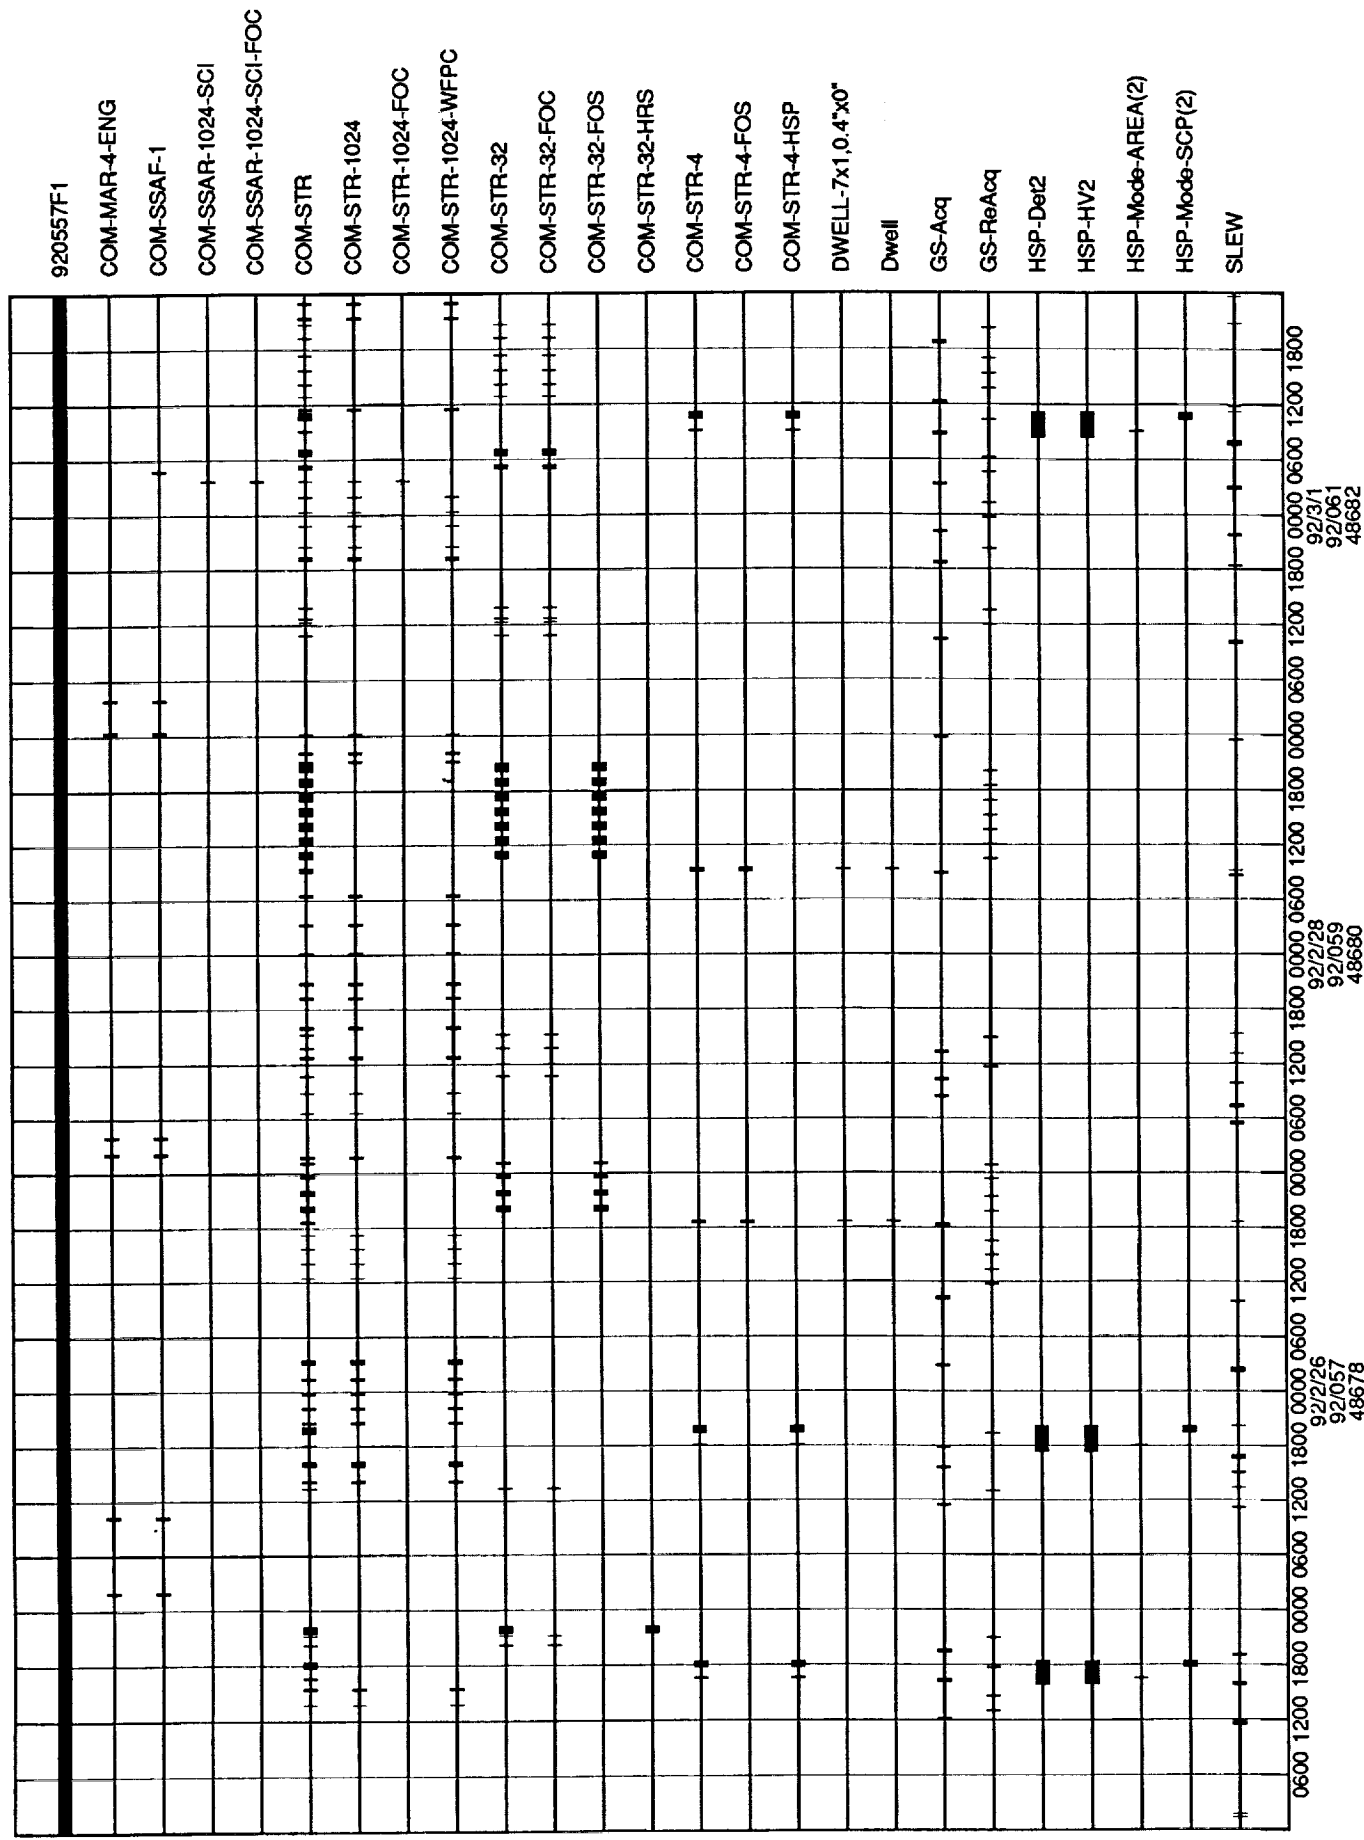 920557F1
COM-MAR-4-ENG
COM-SSAF-1
COM-SSAR-1024-SCI
COM-SSAR-1024-SCI-FOC
COM-STR
COM-STR-1024
COM-STR-1024-FOC
COM-STR-1024-WFPC
COM-STR-32
COM-STR-32-FOC
COM-STR-32-FOS
COM-STR-32-HRS
COM-STR-4
COM-STR-4-FOS
COM-STR-4-HSP
DWELL-7x1,0.4"x0"
Dwell
GS-Acq
GS-ReAcq
HSP-Det2
HSP-HV2
HSP-Mode-AREA(2)
HSP-Mode-SCP(2)
SLEW
0600 1200 1800 0000 0600 1200 1800 0000 0600 1200 1800 0000 0600 1200 1800 0000 0600 1200 1800 0000 0600 1200 1800 0000 0600 1200 1800
92/2/26 92/2/28 92/3/1
92/057 92/059 92/061
48678 48680 48682